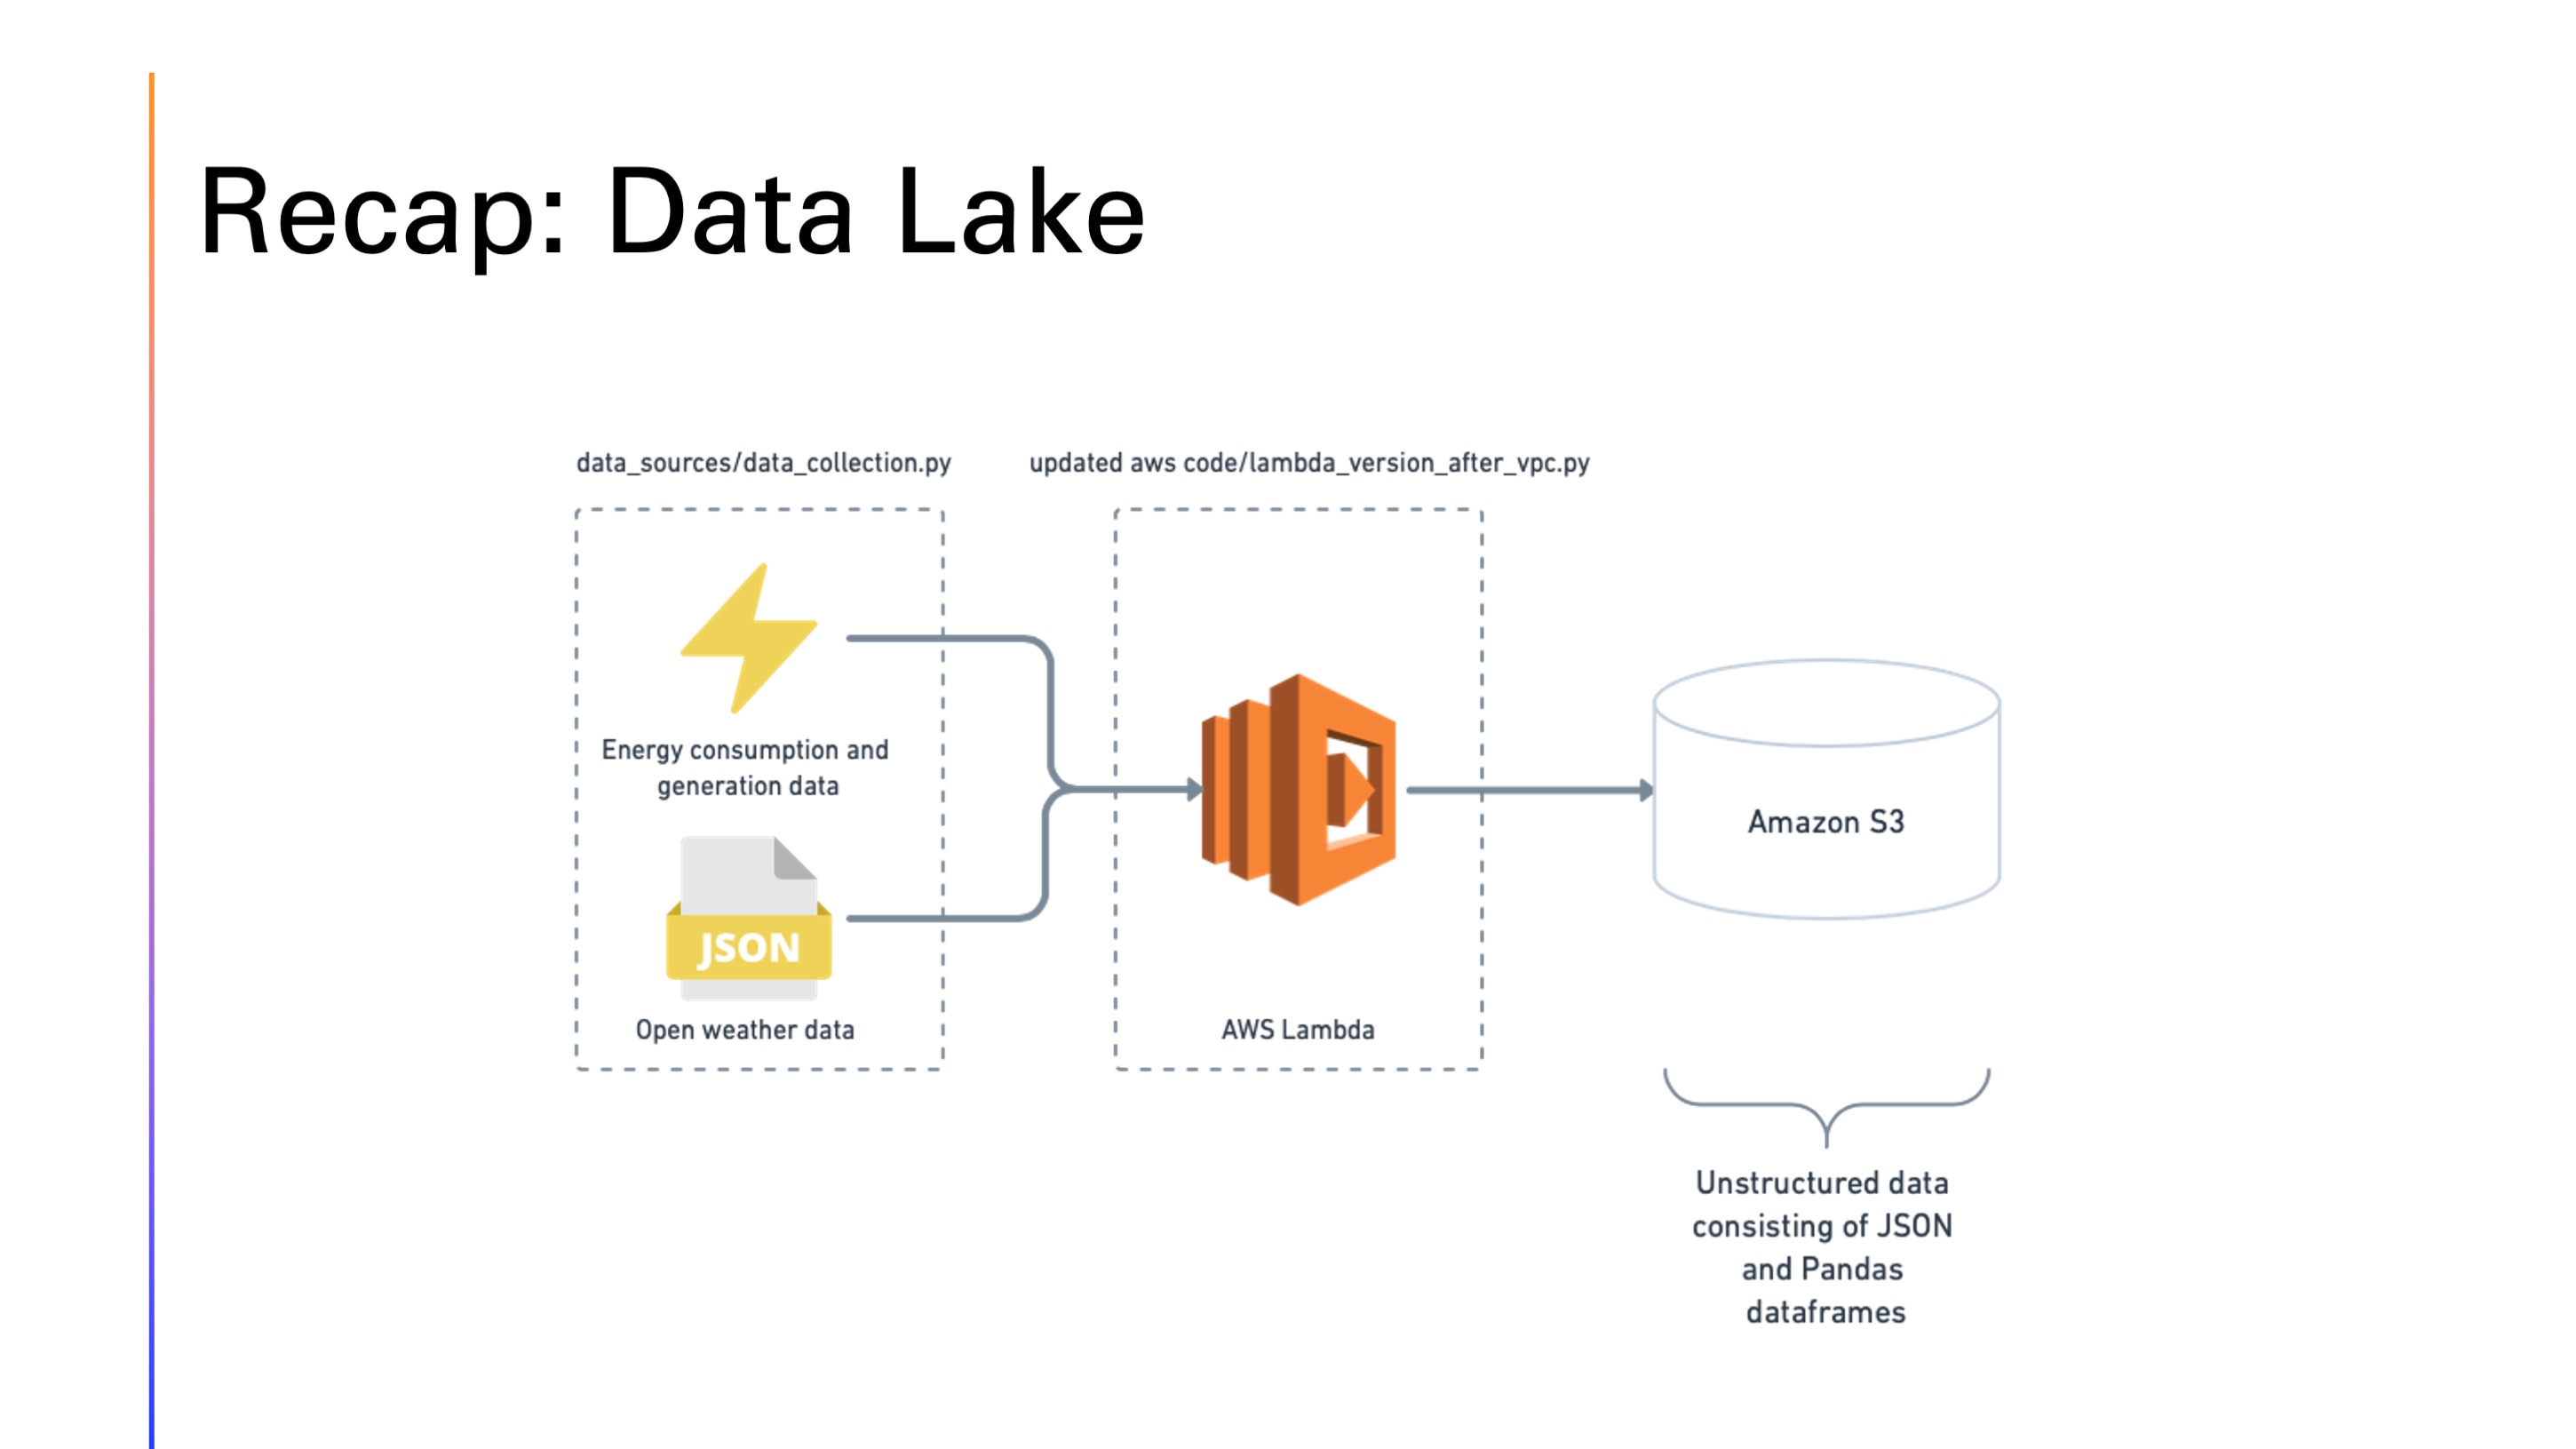 Recap: Data Lake
data_sources/data_collection.py
updated aws code/lambda_version_after_vpc.py
Energy consumption and
generation data
JSON
Open weather data
AWS Lambda
Amazon S3
Unstructured data
consisting of JSON
and Pandas
dataframes